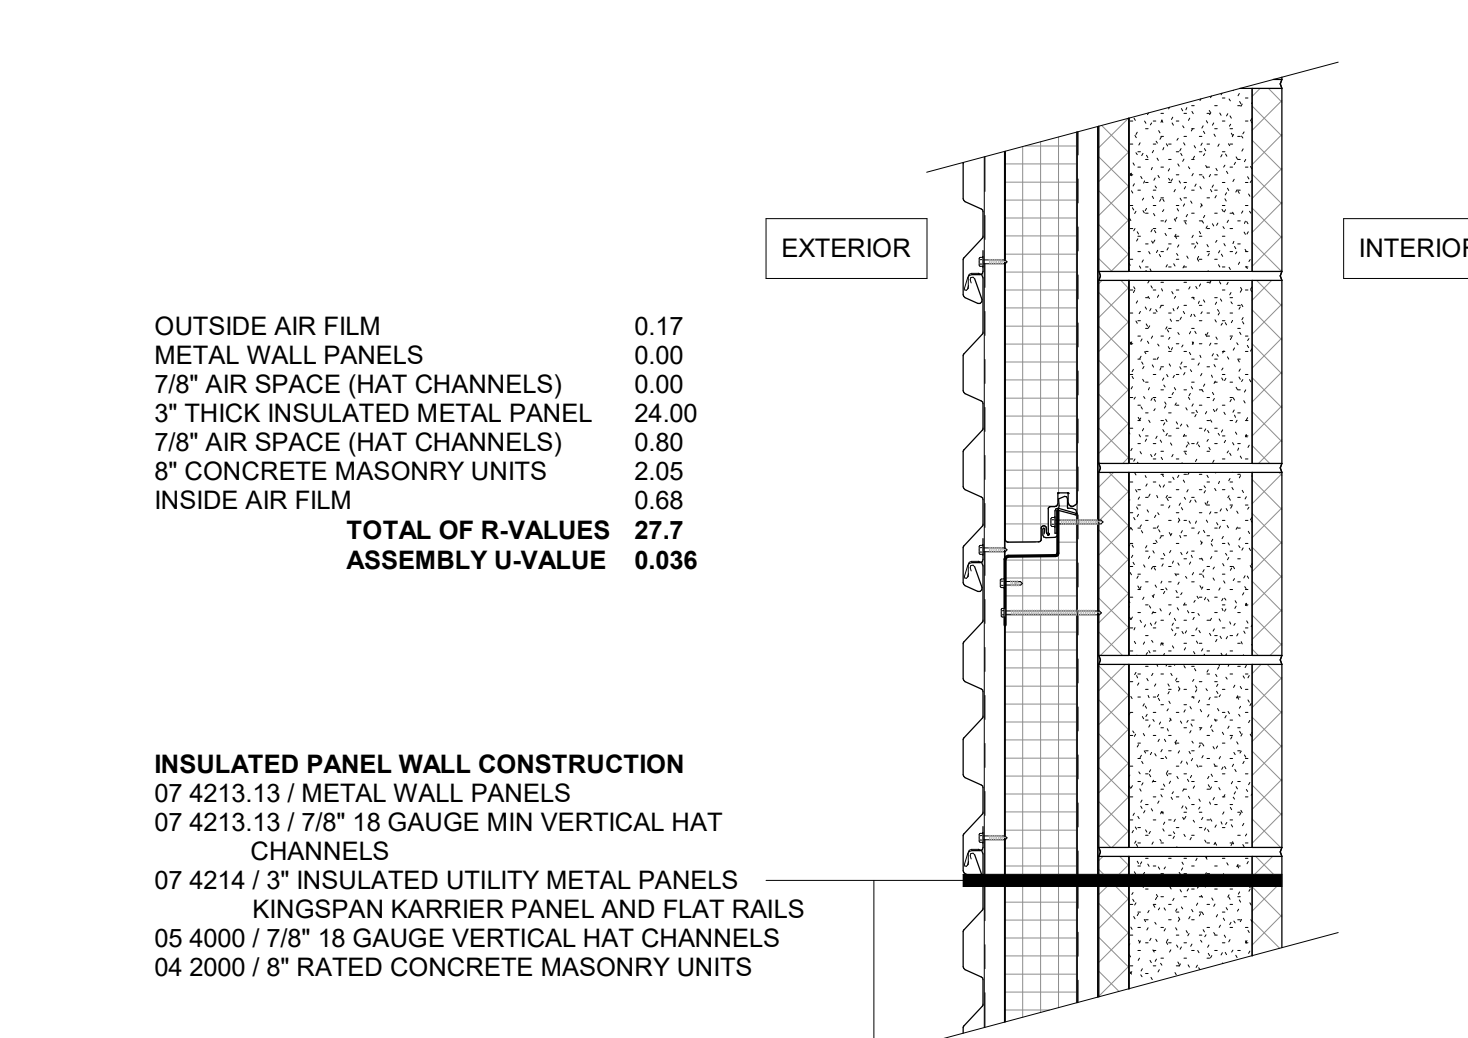 EXTERIOR
INTERIOR
OUTSIDE AIR FILM 0.17
METAL WALL PANELS 0.00
7/8" AIR SPACE (HAT CHANNELS) 0.00
3" THICK INSULATED METAL PANEL 24.00
7/8" AIR SPACE (HAT CHANNELS) 0.80
8" CONCRETE MASONRY UNITS 2.05
INSIDE AIR FILM 0.68
TOTAL OF R-VALUES 27.7
ASSEMBLY U-VALUE 0.036
INSULATED PANEL WALL CONSTRUCTION
07 4213.13 / METAL WALL PANELS
07 4213.13 / 7/8" 18 GAUGE MIN VERTICAL HAT
CHANNELS
07 4214 / 3" INSULATED UTILITY METAL PANELS
KINGSPAN KARRIER PANEL AND FLAT RAILS
05 4000 / 7/8" 18 GAUGE VERTICAL HAT CHANNELS
04 2000 / 8" RATED CONCRETE MASONRY UNITS